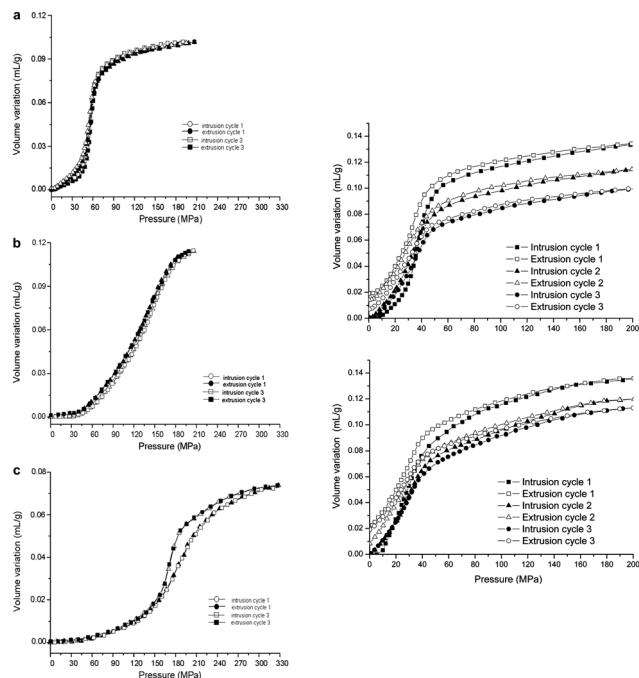 a
Volume variation (mL/g)
0.12
0.09
0.06
0.03
0.00
intrusion cycle 1
extrusion cycle 1
intrusion cycle 3
extrusion cycle 3
0 30 60 90 120 150 180 210 240 270 300 330
Pressure (MPa)
b
Volume variation (mL/g)
0.12
0.09
0.06
0.03
0.00
intrusion cycle 1
extrusion cycle 1
intrusion cycle 3
extrusion cycle 3
0 30 60 90 120 150 180 210 240 270 300 330
Pressure (MPa)
c
Volume variation (mL/g)
0.08
0.06
0.04
0.02
0.00
intrusion cycle 1
extrusion cycle 1
intrusion cycle 3
extrusion cycle 3
0 30 60 90 120 150 180 210 240 270 300 330
Pressure (MPa)
Volume variation (mL/g)
0.14
0.12
0.10
0.08
0.06
0.04
0.02
0.00
Intrusion cycle 1
Extrusion cycle 1
Intrusion cycle 2
Extrusion cycle 2
Intrusion cycle 3
Extrusion cycle 3
0 20 40 60 80 100 120 140 160 180 200
Volume variation (mL/g)
0.14
0.12
0.10
0.08
0.06
0.04
0.02
0.00
Intrusion cycle 1
Extrusion cycle 1
Intrusion cycle 2
Extrusion cycle 2
Intrusion cycle 3
Extrusion cycle 3
0 20 40 60 80 100 120 140 160 180 200
Pressure (MPa)